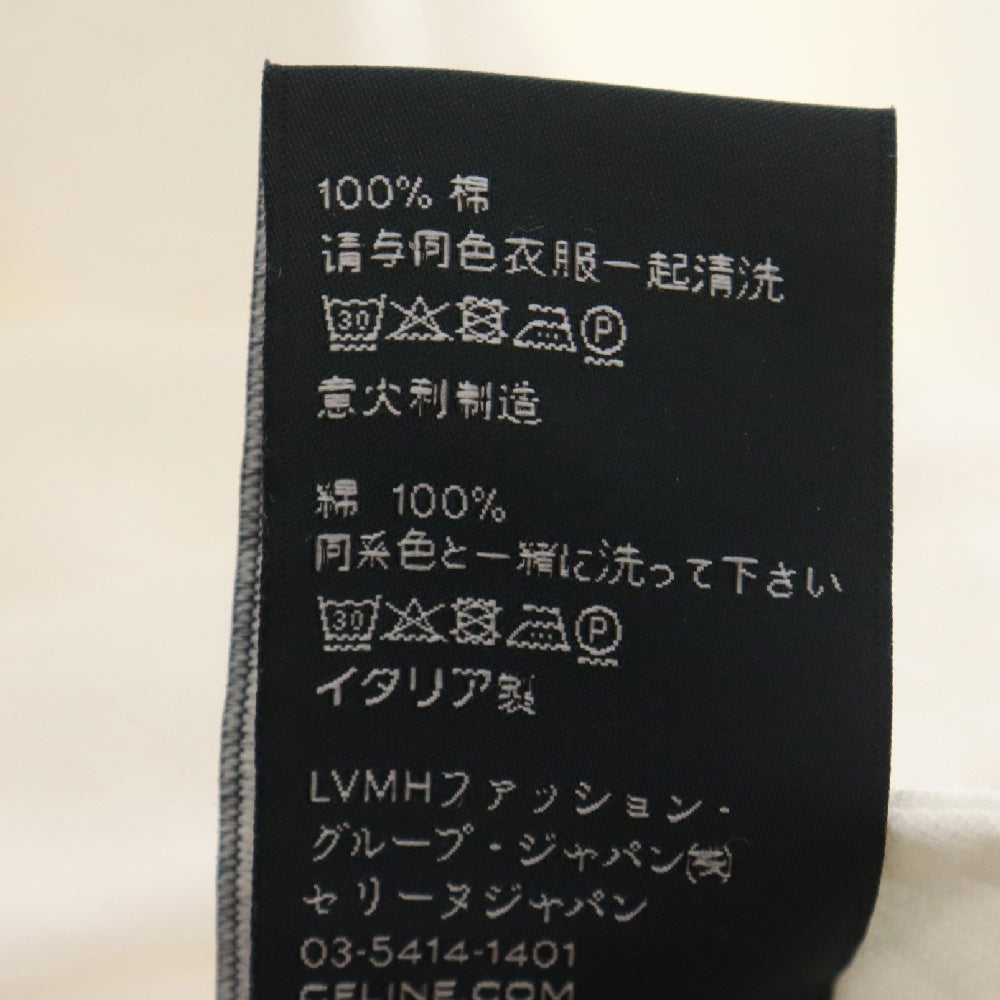 100% 棉
请与同色衣服一起清洗
30 P
意大利制造
綿 100%
同系色と一緒に洗って下さい
30 P
イタリア製
LVMHファッション・
グループ・ジャパン㈱
セリーヌジャパン
03-5414-1401
CELINE.COM